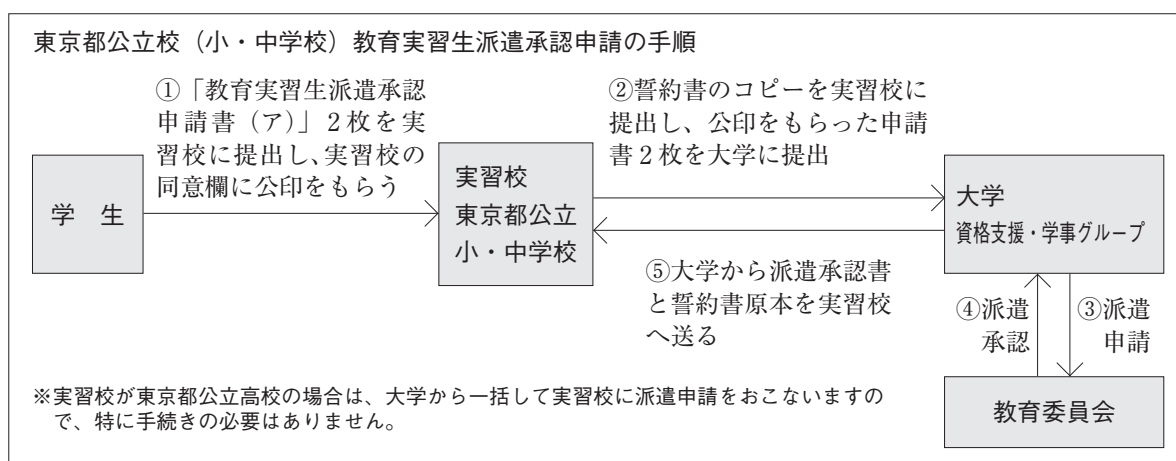 東京都公立校（小・中学校）教育実習生派遣承認申請の手順
①「教育実習生派遣承認
申請書（ア）」２枚を実
習校に提出し、実習校の
同意欄に公印をもらう
②誓約書のコピーを実習校に
提出し、公印をもらった申請
書２枚を大学に提出
学　生
実習校
東京都公立
小・中学校
大学
資格支援・学事グループ
⑤大学から派遣承認書
と誓約書原本を実習校
へ送る
④派遣
承認
③派遣
申請
教育委員会
※実習校が東京都公立高校の場合は、大学から一括して実習校に派遣申請をおこないますの
で、特に手続きの必要はありません。